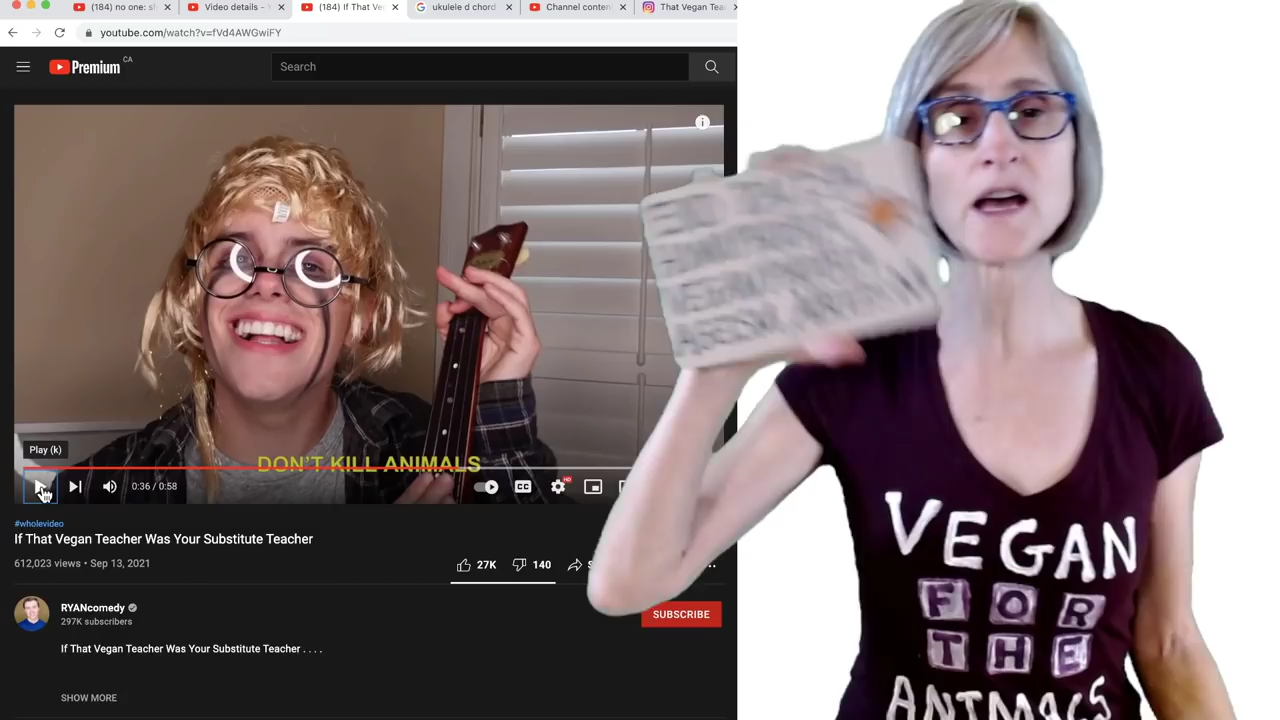 (184) no one: s
Video details -
(184) If That Ve
ukulele d chord
Channel conten
That Vegan Tea
youtube.com/watch?v=fVd4AWGwiFY
Premium CA
Search
DON'T KILL ANIMALS
Play (k)
0:36 / 0:58
CC
HD
#wholevideo
If That Vegan Teacher Was Your Substitute Teacher
612,023 views • Sep 13, 2021
27K
140
S
RYANcomedy
297K subscribers
SUBSCRIBE
If That Vegan Teacher Was Your Substitute Teacher . . . .
SHOW MORE
VEGAN
FOR
THE
ANIMALS